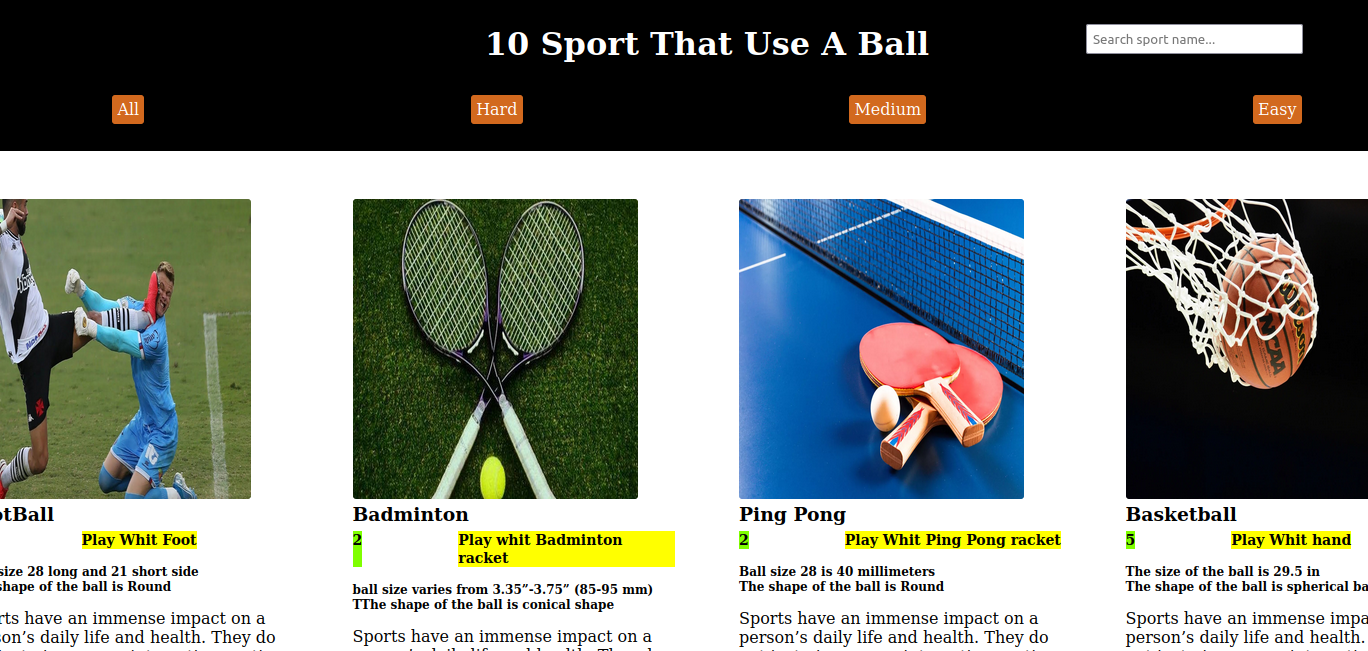 10 Sport That Use A Ball
Search sport name...
All
Hard
Medium
Easy
otBall
Play Whit Foot
size 28 long and 21 short side
shape of the ball is Round
rts have an immense impact on a
son’s daily life and health. They do
Badminton
2
Play whit Badminton
racket
ball size varies from 3.35”-3.75” (85-95 mm)
TThe shape of the ball is conical shape
Sports have an immense impact on a
Ping Pong
2
Play Whit Ping Pong racket
Ball size 28 is 40 millimeters
The shape of the ball is Round
Sports have an immense impact on a
person’s daily life and health. They do
NCAA
Basketball
5
Play Whit hand
The size of the ball is 29.5 in
The shape of the ball is spherical ba
Sports have an immense impact on a
person’s daily life and health.